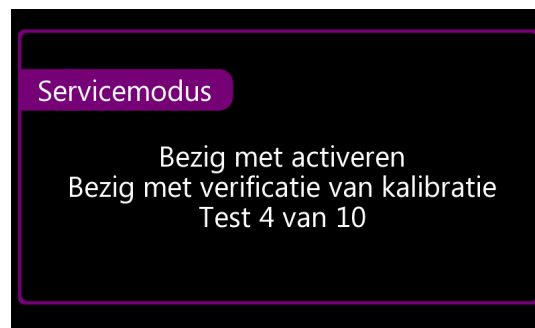 Servicemodus
Bezig met activeren
Bezig met verificatie van kalibratie
Test 4 van 10